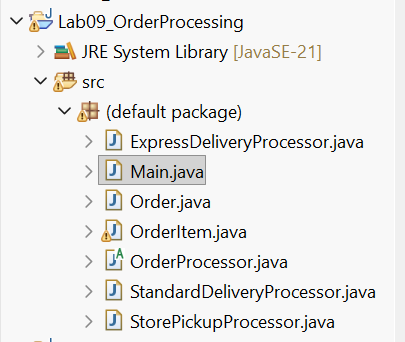 Lab09_OrderProcessing
JRE System Library [JavaSE-21]
src
(default package)
ExpressDeliveryProcessor.java
Main.java
Order.java
OrderItem.java
OrderProcessor.java
StandardDeliveryProcessor.java
StorePickupProcessor.java